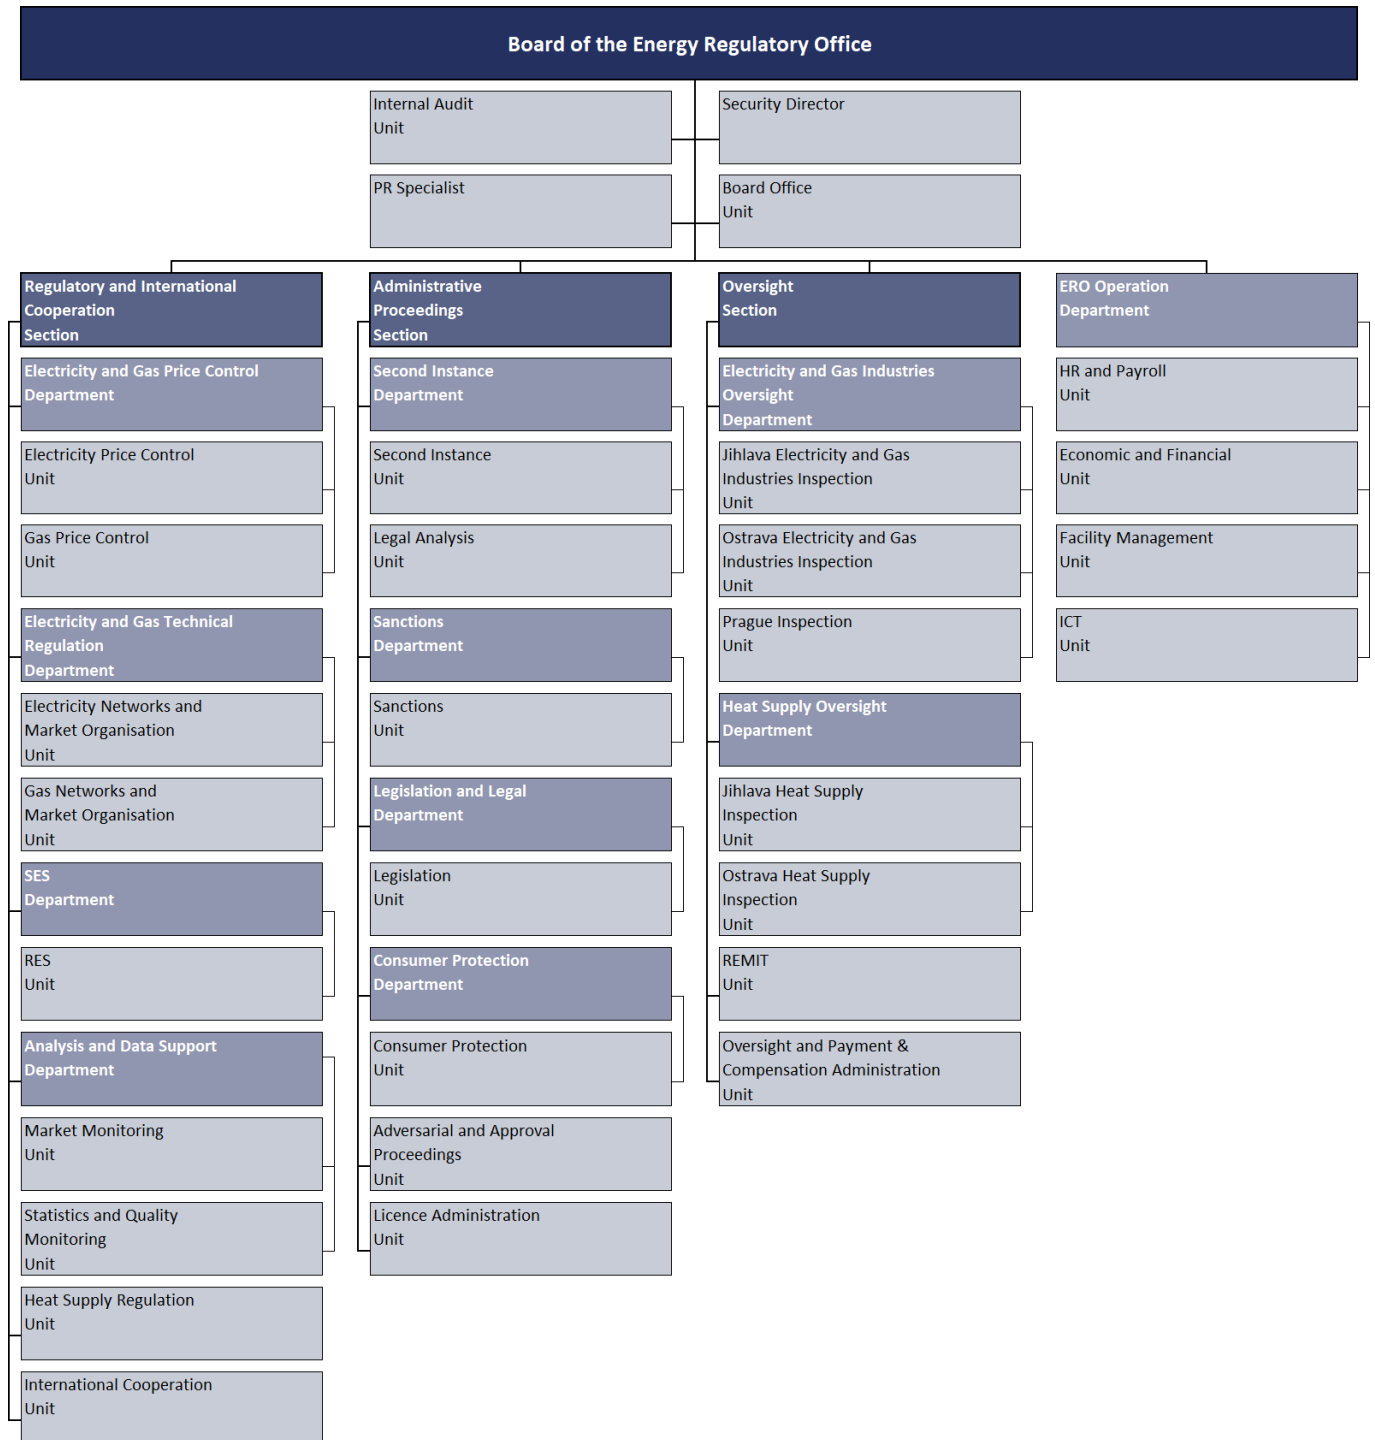 Board of the Energy Regulatory Office
Internal Audit
Unit
Security Director
PR Specialist
Board Office
Unit
Regulatory and International
Cooperation
Section
Electricity and Gas Price Control
Department
Electricity Price Control
Unit
Gas Price Control
Unit
Electricity and Gas Technical
Regulation
Department
Electricity Networks and
Market Organisation
Unit
Gas Networks and
Market Organisation
Unit
SES
Department
RES
Unit
Analysis and Data Support
Department
Market Monitoring
Unit
Statistics and Quality
Monitoring
Unit
Heat Supply Regulation
Unit
International Cooperation
Unit
Administrative
Proceedings
Section
Second Instance
Department
Second Instance
Unit
Legal Analysis
Unit
Sanctions
Department
Sanctions
Unit
Legislation and Legal
Department
Legislation
Unit
Consumer Protection
Department
Consumer Protection
Unit
Adversarial and Approval
Proceedings
Unit
Licence Administration
Unit
Oversight
Section
Electricity and Gas Industries
Oversight
Department
Jihlava Electricity and Gas
Industries Inspection
Unit
Ostrava Electricity and Gas
Industries Inspection
Unit
Prague Inspection
Unit
Heat Supply Oversight
Department
Jihlava Heat Supply
Inspection
Unit
Ostrava Heat Supply
Inspection
Unit
REMIT
Unit
Oversight and Payment &
Compensation Administration
Unit
ERO Operation
Department
HR and Payroll
Unit
Economic and Financial
Unit
Facility Management
Unit
ICT
Unit